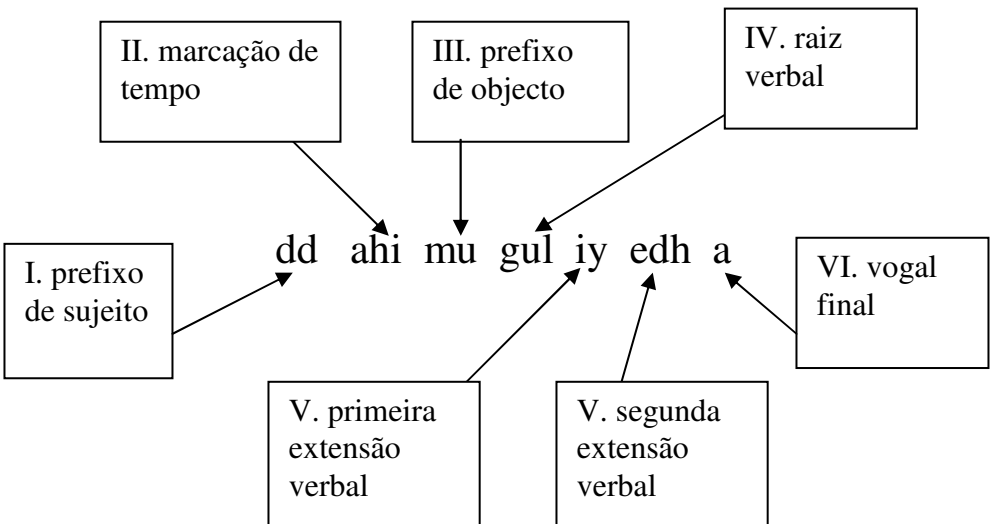 II. marcação de
tempo
III. prefixo
de objecto
IV. raiz
verbal
dd ahi mu gul iy edh a
I. prefixo
de sujeito
VI. vogal
final
V. primeira
extensão
verbal
V. segunda
extensão
verbal